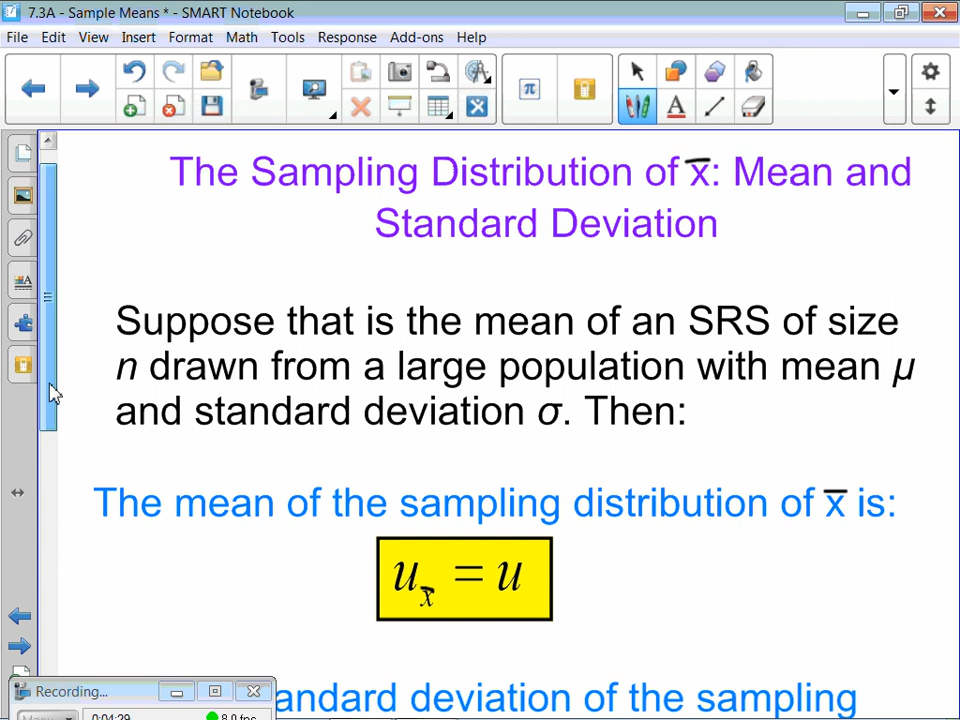 7.3A - Sample Means * - SMART Notebook
File Edit View Insert Format Math Tools Response Add-ons Help
π A
The Sampling Distribution of x̄: Mean and
Standard Deviation
Suppose that is the mean of an SRS of size
n drawn from a large population with mean μ
and standard deviation σ. Then:
The mean of the sampling distribution of x̄ is:
u x̄ = u
andard deviation of the sampling
Recording...
0:04:29 8.0 fps